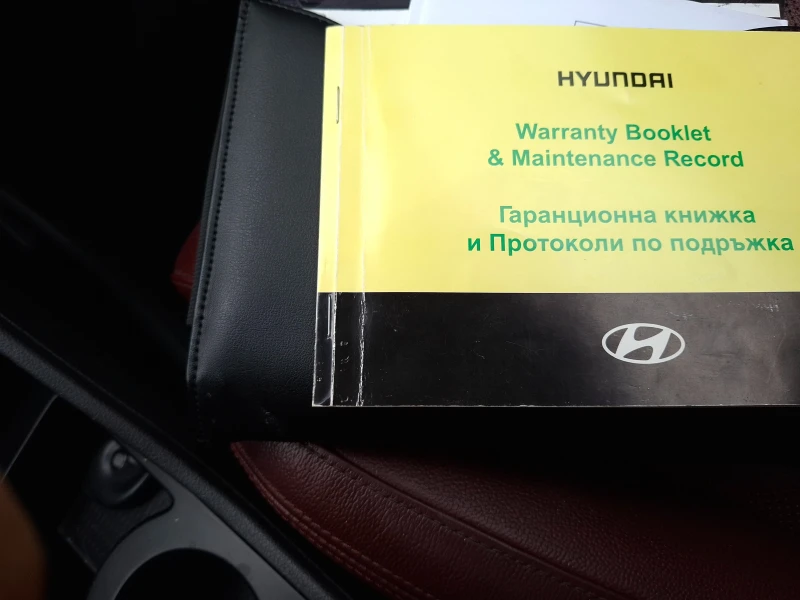 HYUNDAI
Warranty Booklet
& Maintenance Record
Гаранционна книжка
и Протоколи по подръжка